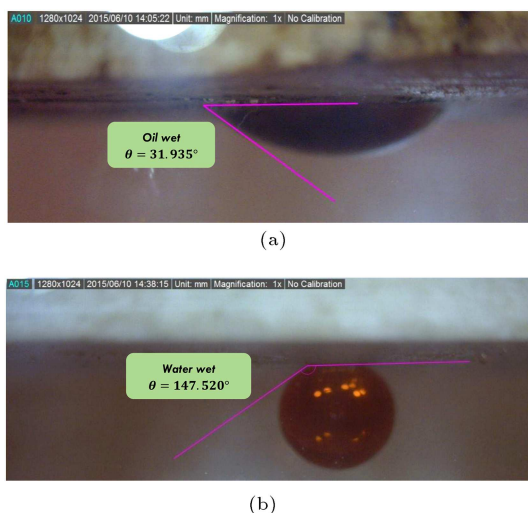 A010 1280x1024 2015/06/10 14:05:22 Unit: mm Magnification: 1x No Calibration
Oil wet
θ = 31.935°
(a)
A015 1280x1024 2015/06/10 14:38:15 Unit: mm Magnification: 1x No Calibration
Water wet
θ = 147.520°
(b)